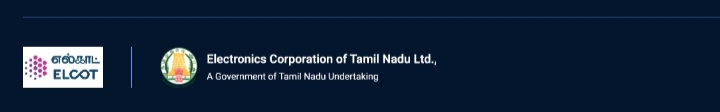 எல்காட்
ELCOT
Electronics Corporation of Tamil Nadu Ltd.,
A Government of Tamil Nadu Undertaking